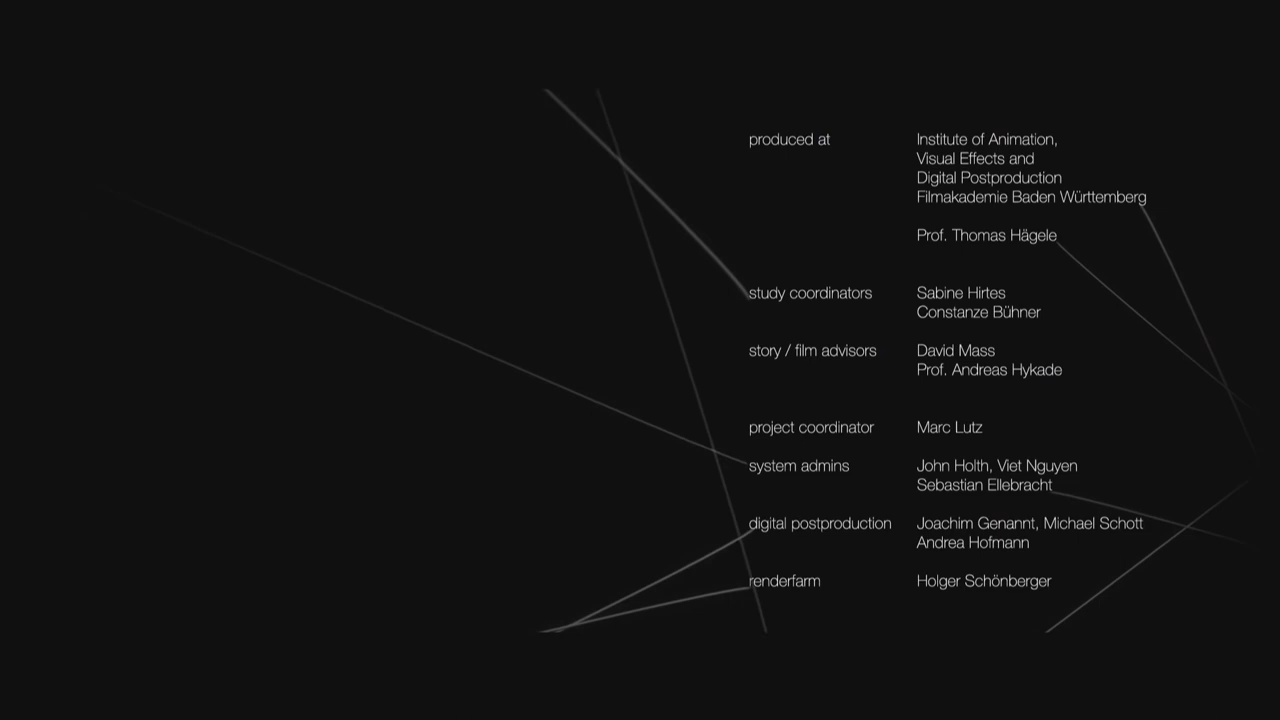 produced at Institute of Animation,
Visual Effects and
Digital Postproduction
Filmakademie Baden Württemberg
Prof. Thomas Hägele
study coordinators Sabine Hirtes
Constanze Bühner
story / film advisors David Mass
Prof. Andreas Hykade
project coordinator Marc Lutz
system admins John Holth, Viet Nguyen
Sebastian Ellebracht
digital postproduction Joachim Genannt, Michael Schott
Andrea Hofmann
renderfarm Holger Schönberger